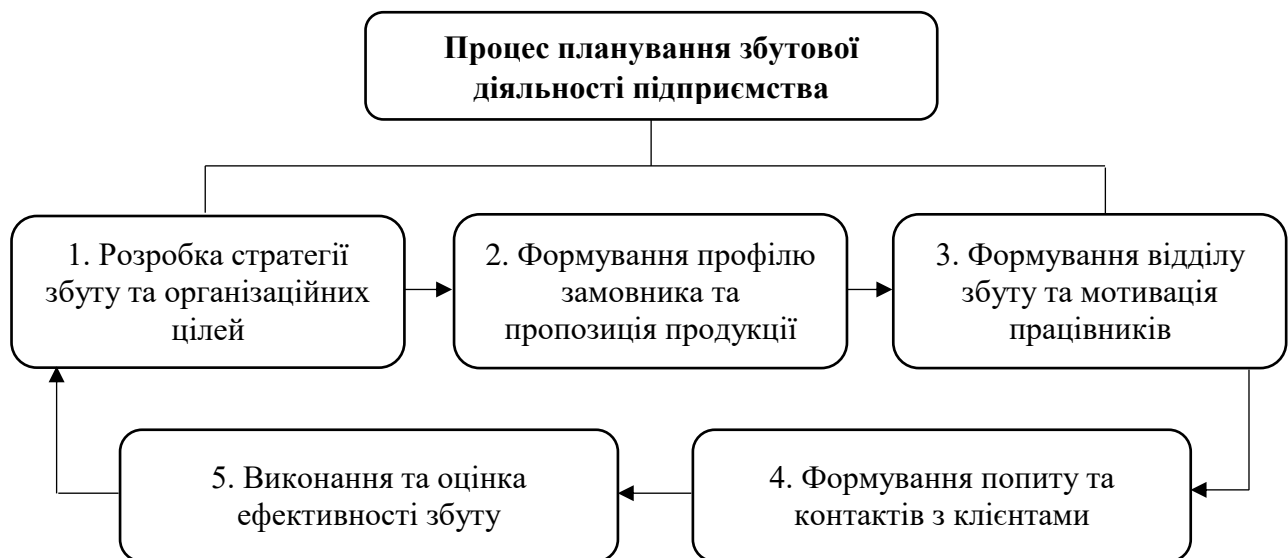 Процес планування збутової
діяльності підприємства
1. Розробка стратегії
збуту та організаційних
цілей
2. Формування профілю
замовника та
пропозиція продукції
3. Формування відділу
збуту та мотивація
працівників
5. Виконання та оцінка
ефективності збуту
4. Формування попиту та
контактів з клієнтами